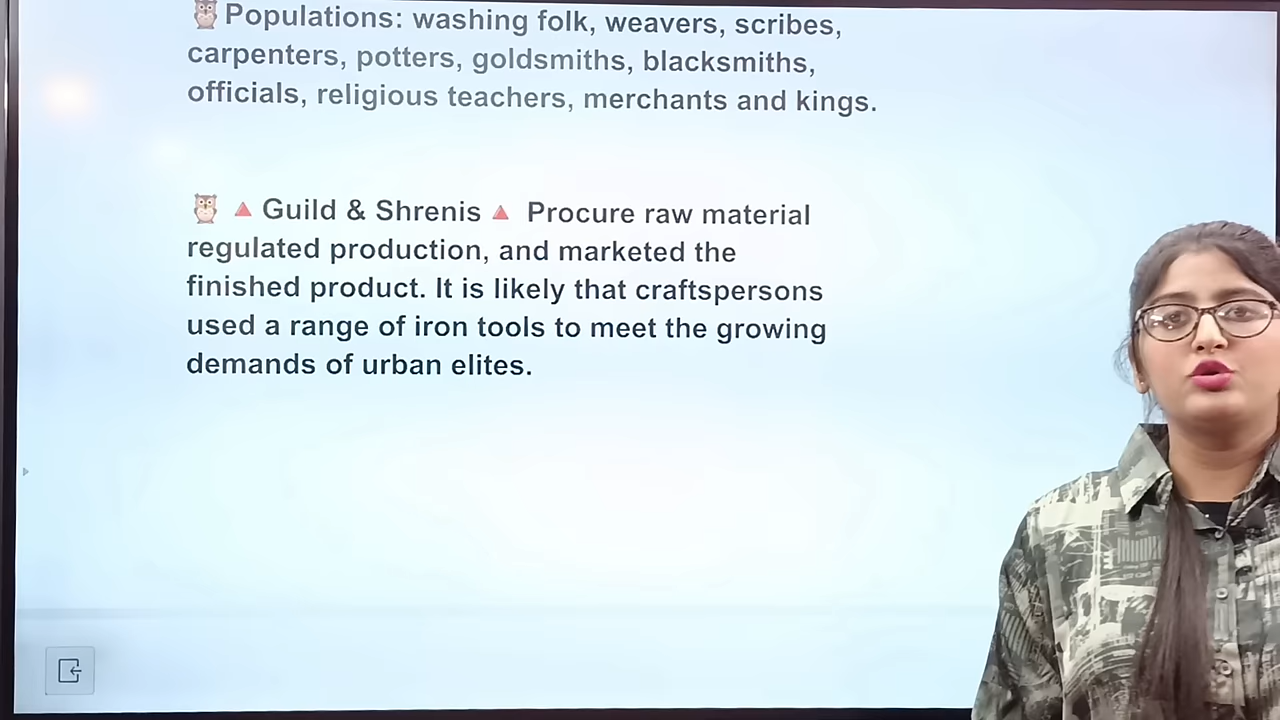 🦉Populations: washing folk, weavers, scribes,
carpenters, potters, goldsmiths, blacksmiths,
officials, religious teachers, merchants and kings.
🦉 🔺Guild & Shrenis🔺 Procure raw material
regulated production, and marketed the
finished product. It is likely that craftspersons
used a range of iron tools to meet the growing
demands of urban elites.